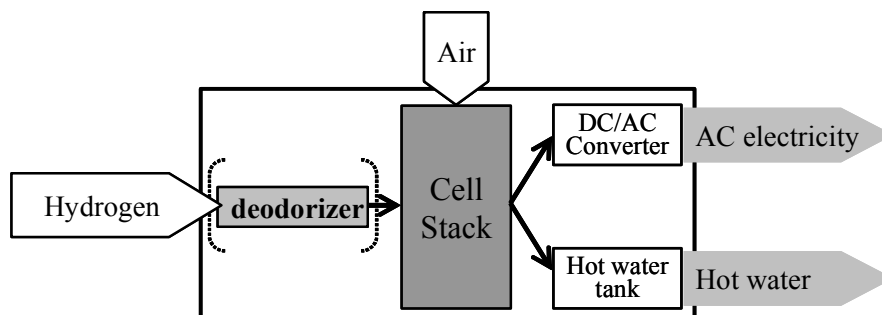 Air
Hydrogen
deodorizer
Cell
Stack
DC/AC
Converter
AC electricity
Hot water
tank
Hot water